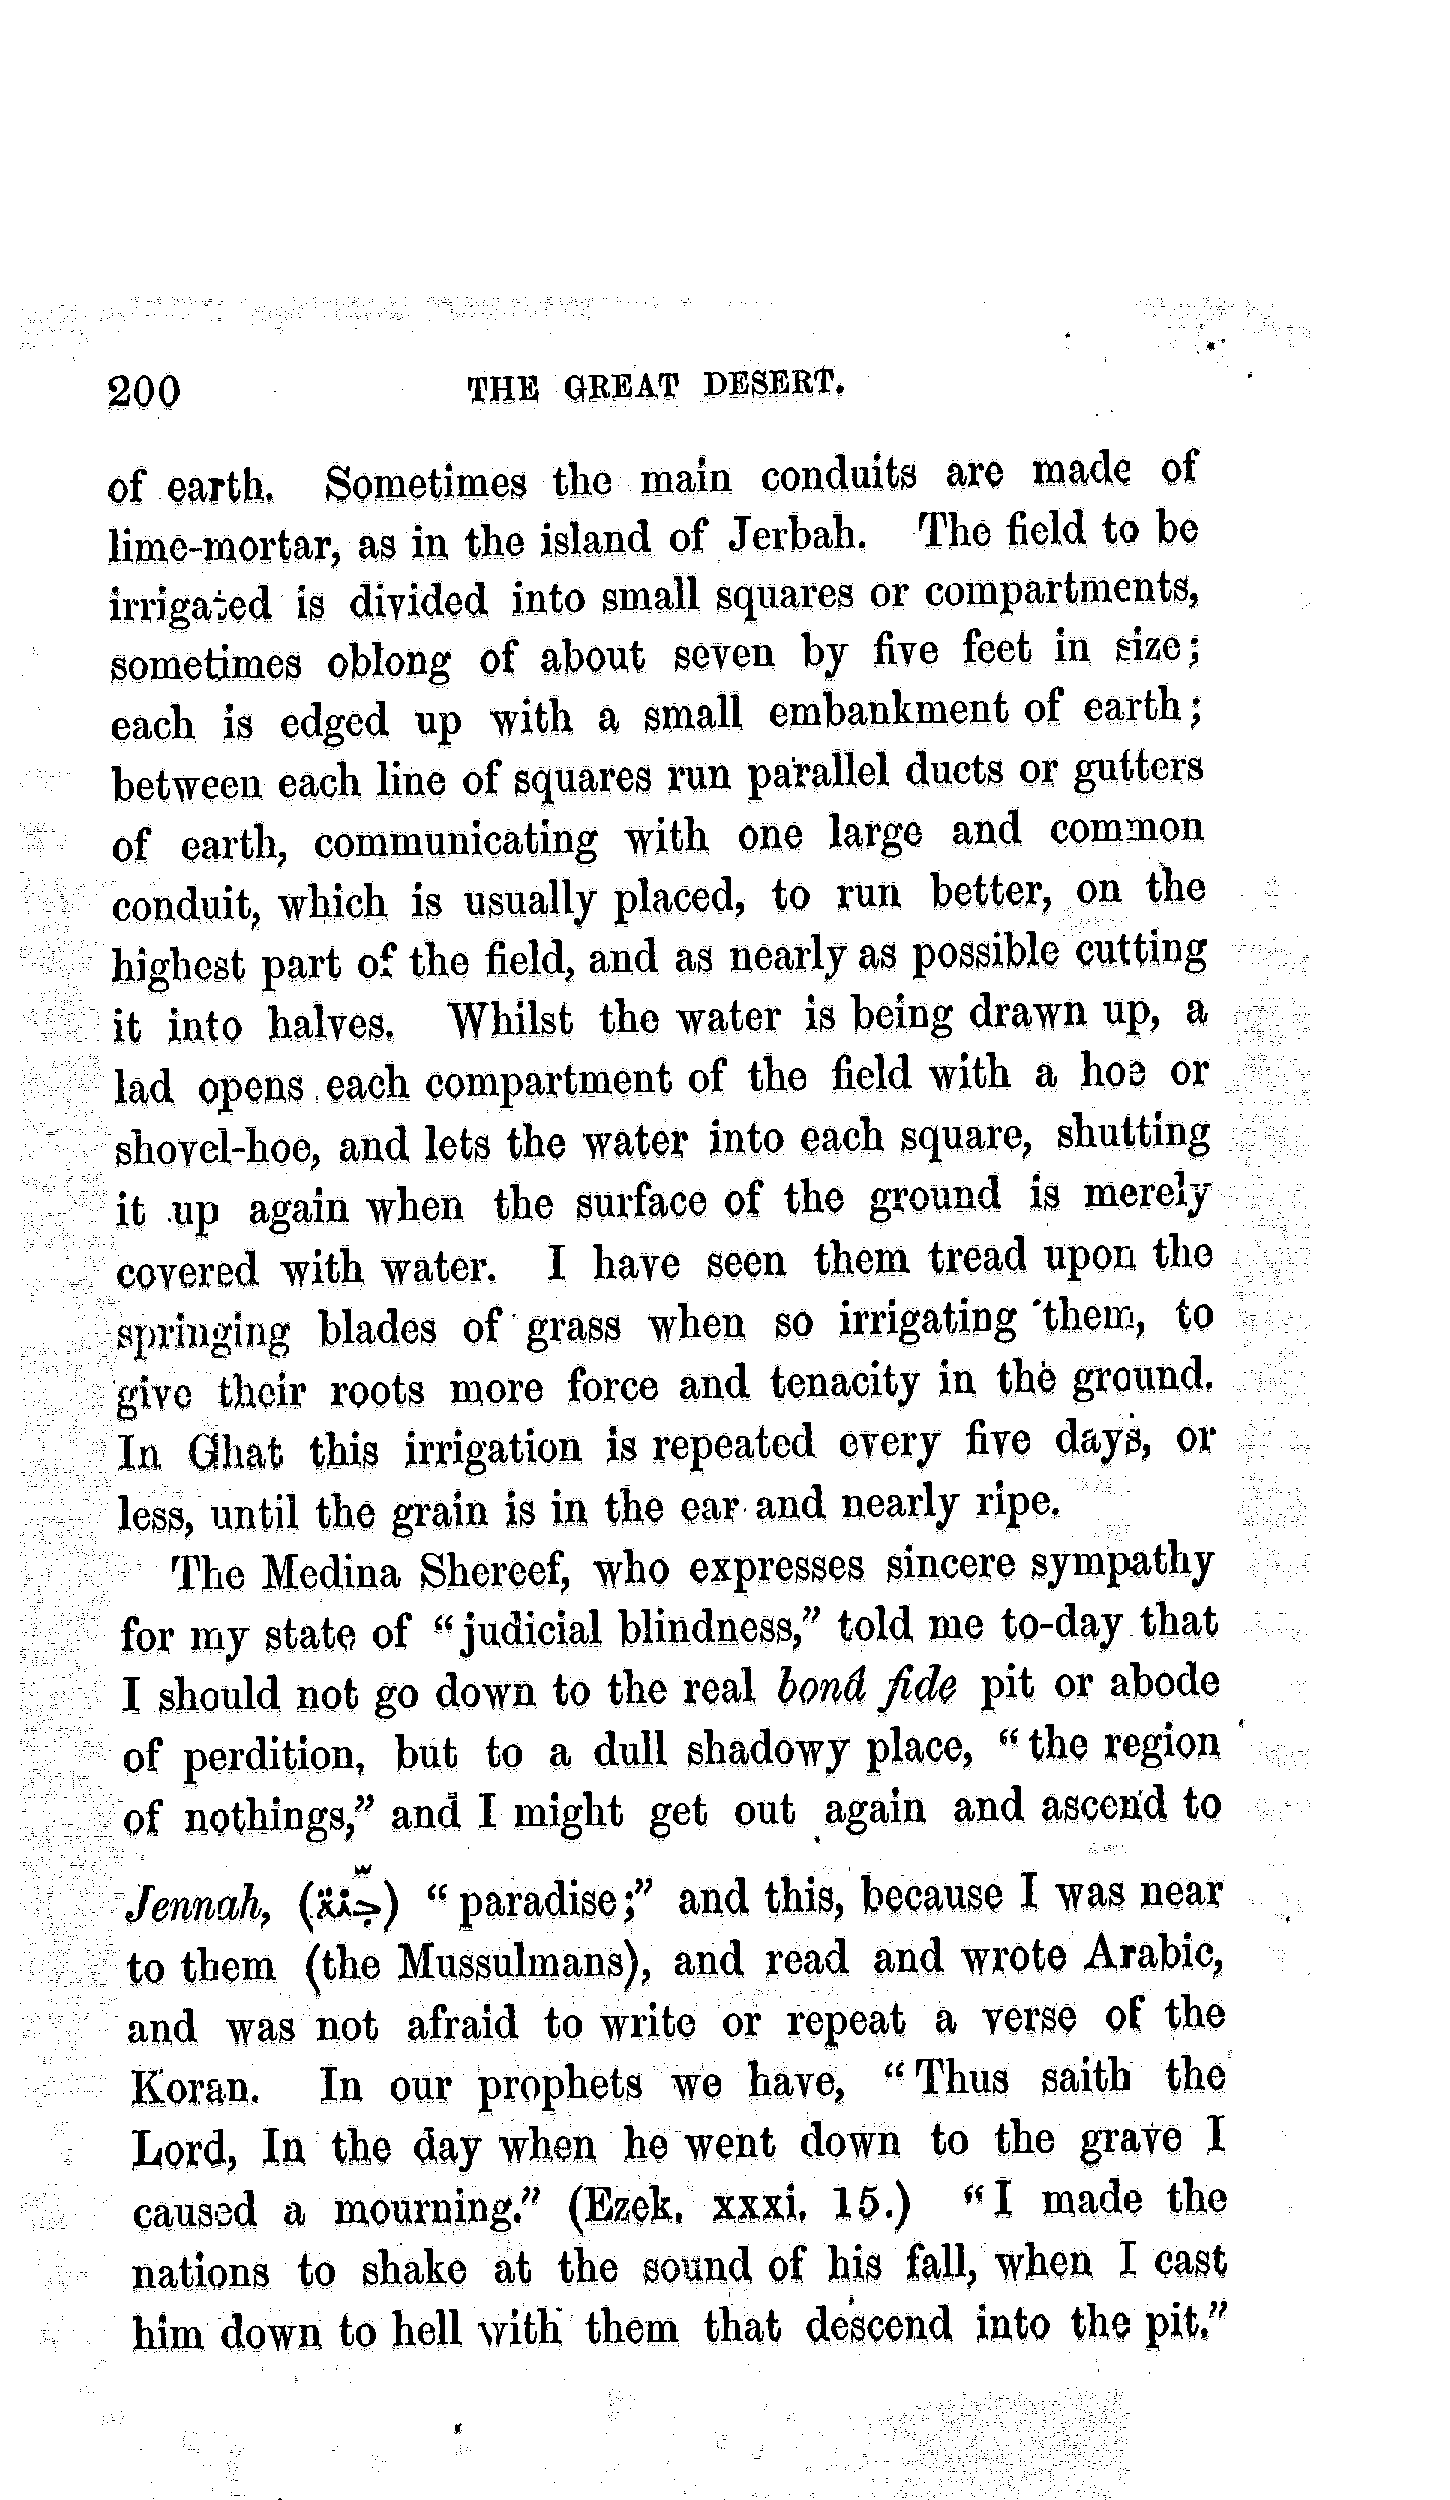 200 THE GREAT DESERT.
of earth. Sometimes the main conduits are made of
lime-mortar, as in the island of Jerbah. The field to be
irrigated is divided into small squares or compartments,
sometimes oblong of about seven by five feet in size;
each is edged up with a small embankment of earth;
between each line of squares run parallel ducts or gutters
of earth, communicating with one large and common
conduit, which is usually placed, to run better, on the
highest part of the field, and as nearly as possible cutting
it into halves. Whilst the water is being drawn up, a
lad opens each compartment of the field with a hoe or
shovel-hoe, and lets the water into each square, shutting
it up again when the surface of the ground is merely
covered with water. I have seen them tread upon the
springing blades of grass when so irrigating them, to
give their roots more force and tenacity in the ground.
In Ghat this irrigation is repeated every five days, or
less, until the grain is in the ear and nearly ripe.
The Medina Shereef, who expresses sincere sympathy
for my state of “judicial blindness,” told me to-day that
I should not go down to the real bonâ fide pit or abode
of perdition, but to a dull shadowy place, “the region
of nothings,” and I might get out again and ascend to
Jennah, (جِنّة) “paradise;” and this, because I was near
to them (the Mussulmans), and read and wrote Arabic,
and was not afraid to write or repeat a verse of the
Koran. In our prophets we have, “Thus saith the
Lord, In the day when he went down to the grave I
caused a mourning.” (Ezek. xxxi. 15.) “I made the
nations to shake at the sound of his fall, when I cast
him down to hell with them that descend into the pit.”